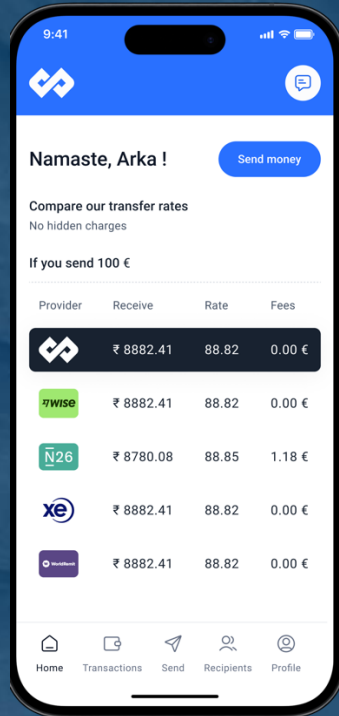 9:41
Namaste, Arka !
Send money
Compare our transfer rates
No hidden charges
If you send 100 €
Provider Receive Rate Fees
₹ 8882.41 88.82 0.00 €
wise ₹ 8882.41 88.82 0.00 €
N26 ₹ 8780.08 88.85 1.18 €
xe ₹ 8882.41 88.82 0.00 €
WorldRemit ₹ 8882.41 88.82 0.00 €
Home Transactions Send Recipients Profile